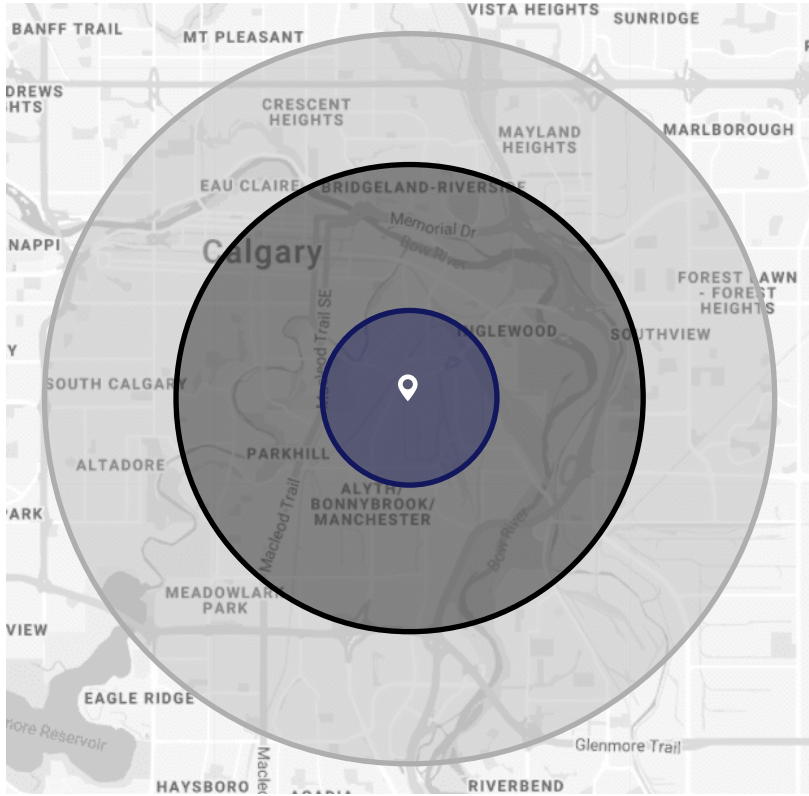 VISTA HEIGHTS
SUNRIDGE
BANFF TRAIL
MT PLEASANT
DREWS
HTS
CRESCENT
HEIGHTS
MAYLAND
HEIGHTS
MARLBOROUGH
EAU CLAIRE
BRIDGELAND-RIVERSIDE
Memorial Dr
Bow River
NAPPI
Calgary
FOREST LAWN
- FOREST
HEIGHTS
Macleod Trail SE
INGLEWOOD
SOUTHVIEW
Y
SOUTH CALGARY
PARKHILL
ALTADORE
ALYTH/
BONNYBROOK/
MANCHESTER
PARK
Macleod Trail
Bow River
MEADOWLARK
PARK
VIEW
EAGLE RIDGE
more Reservoir
Glenmore Trail
Macleo
HAYSBORO
RIVERBEND